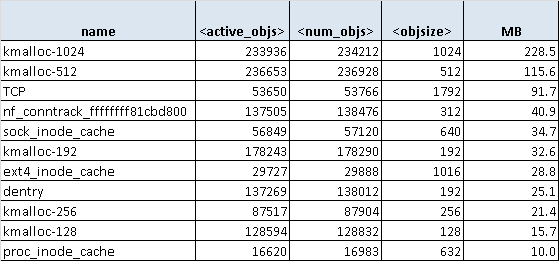 name <active_objs> <num_objs> <objsize> MB
kmalloc-1024 233936 234212 1024 228.5
kmalloc-512 236653 236928 512 115.6
TCP 53650 53766 1792 91.7
nf_conntrack_ffffffff81cbd800 137505 138476 312 40.9
sock_inode_cache 56849 57120 640 34.7
kmalloc-192 178243 178290 192 32.6
ext4_inode_cache 29727 29888 1016 28.8
dentry 137269 138012 192 25.1
kmalloc-256 87517 87904 256 21.4
kmalloc-128 128594 128832 128 15.7
proc_inode_cache 16620 16983 632 10.0